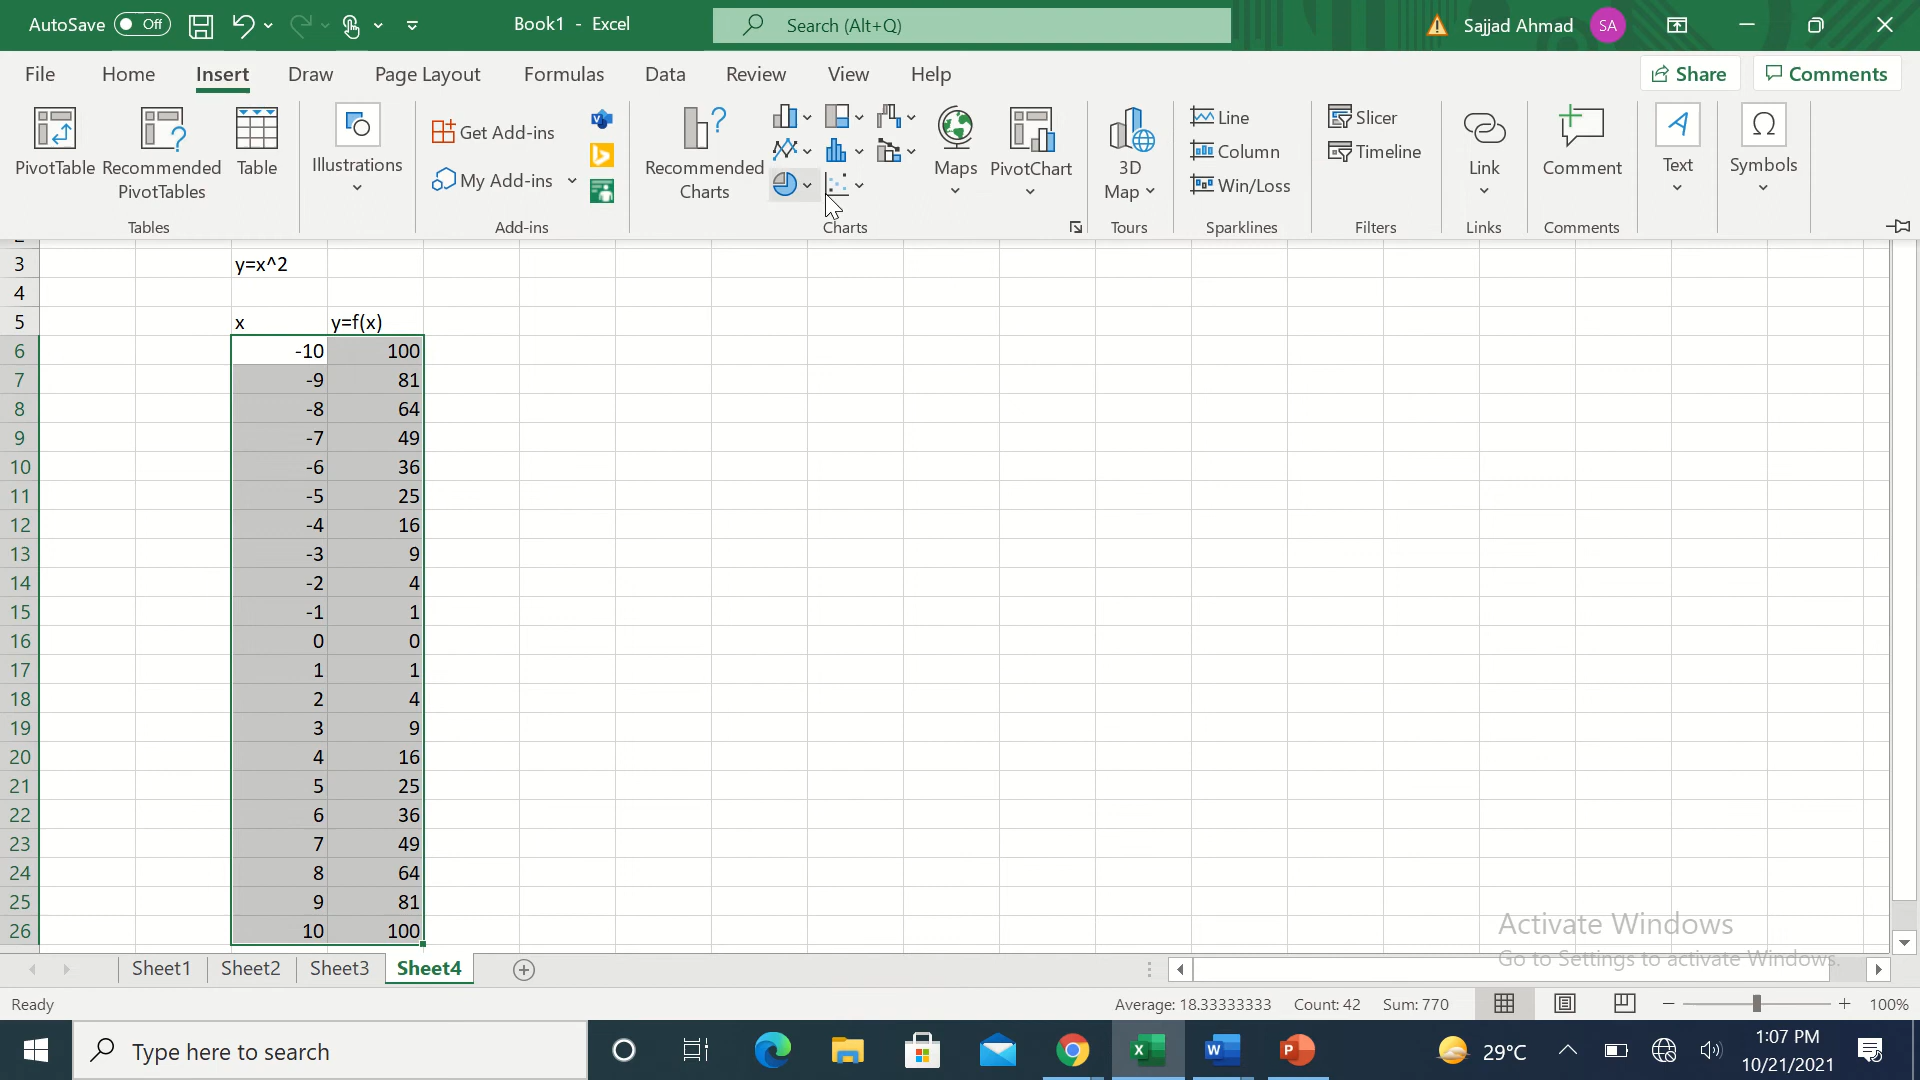 AutoSave Off
Book1 - Excel
Search (Alt+Q)
Sajjad Ahmad SA
File Home Insert Draw Page Layout Formulas Data Review View Help
Share Comments
PivotTable
Recommended PivotTables
Table
Tables
Illustrations
Get Add-ins
My Add-ins
Add-ins
Recommended Charts
Maps
PivotChart
Charts
3D Map
Tours
Line
Column
Win/Loss
Sparklines
Slicer
Timeline
Filters
Link
Links
Comment
Comments
Text
Symbols
3 y=x^2
4
5 x y=f(x)
6 -10 100
7 -9 81
8 -8 64
9 -7 49
10 -6 36
11 -5 25
12 -4 16
13 -3 9
14 -2 4
15 -1 1
16 0 0
17 1 1
18 2 4
19 3 9
20 4 16
21 5 25
22 6 36
23 7 49
24 8 64
25 9 81
26 10 100
Activate Windows
Go to Settings to activate Windows.
Sheet1 Sheet2 Sheet3 Sheet4
Ready
Average: 18.33333333 Count: 42 Sum: 770
100%
Type here to search
29°C
1:07 PM
10/21/2021